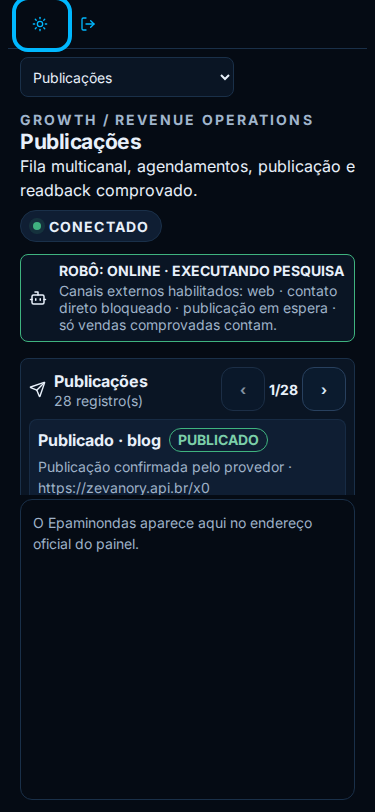 Publicações
GROWTH / REVENUE OPERATIONS
Publicações
Fila multicanal, agendamentos, publicação e
readback comprovado.
CONECTADO
ROBÔ: ONLINE · EXECUTANDO PESQUISA
Canais externos habilitados: web · contato
direto bloqueado · publicação em espera ·
só vendas comprovadas contam.
Publicações
28 registro(s)
‹ 1/28 ›
Publicado · blog PUBLICADO
Publicação confirmada pelo provedor ·
https://zevanory.api.br/x0
O Epaminondas aparece aqui no endereço
oficial do painel.